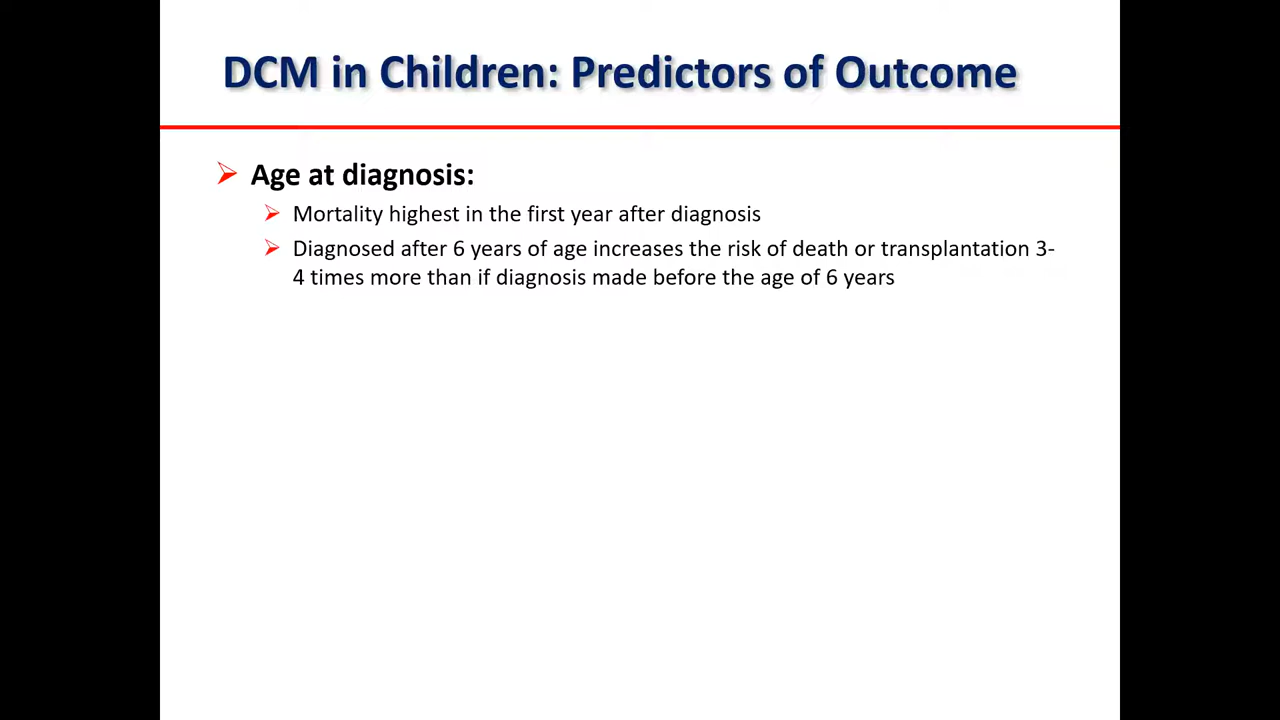 DCM in Children: Predictors of Outcome
Age at diagnosis:
Mortality highest in the first year after diagnosis
Diagnosed after 6 years of age increases the risk of death or transplantation 3-
4 times more than if diagnosis made before the age of 6 years